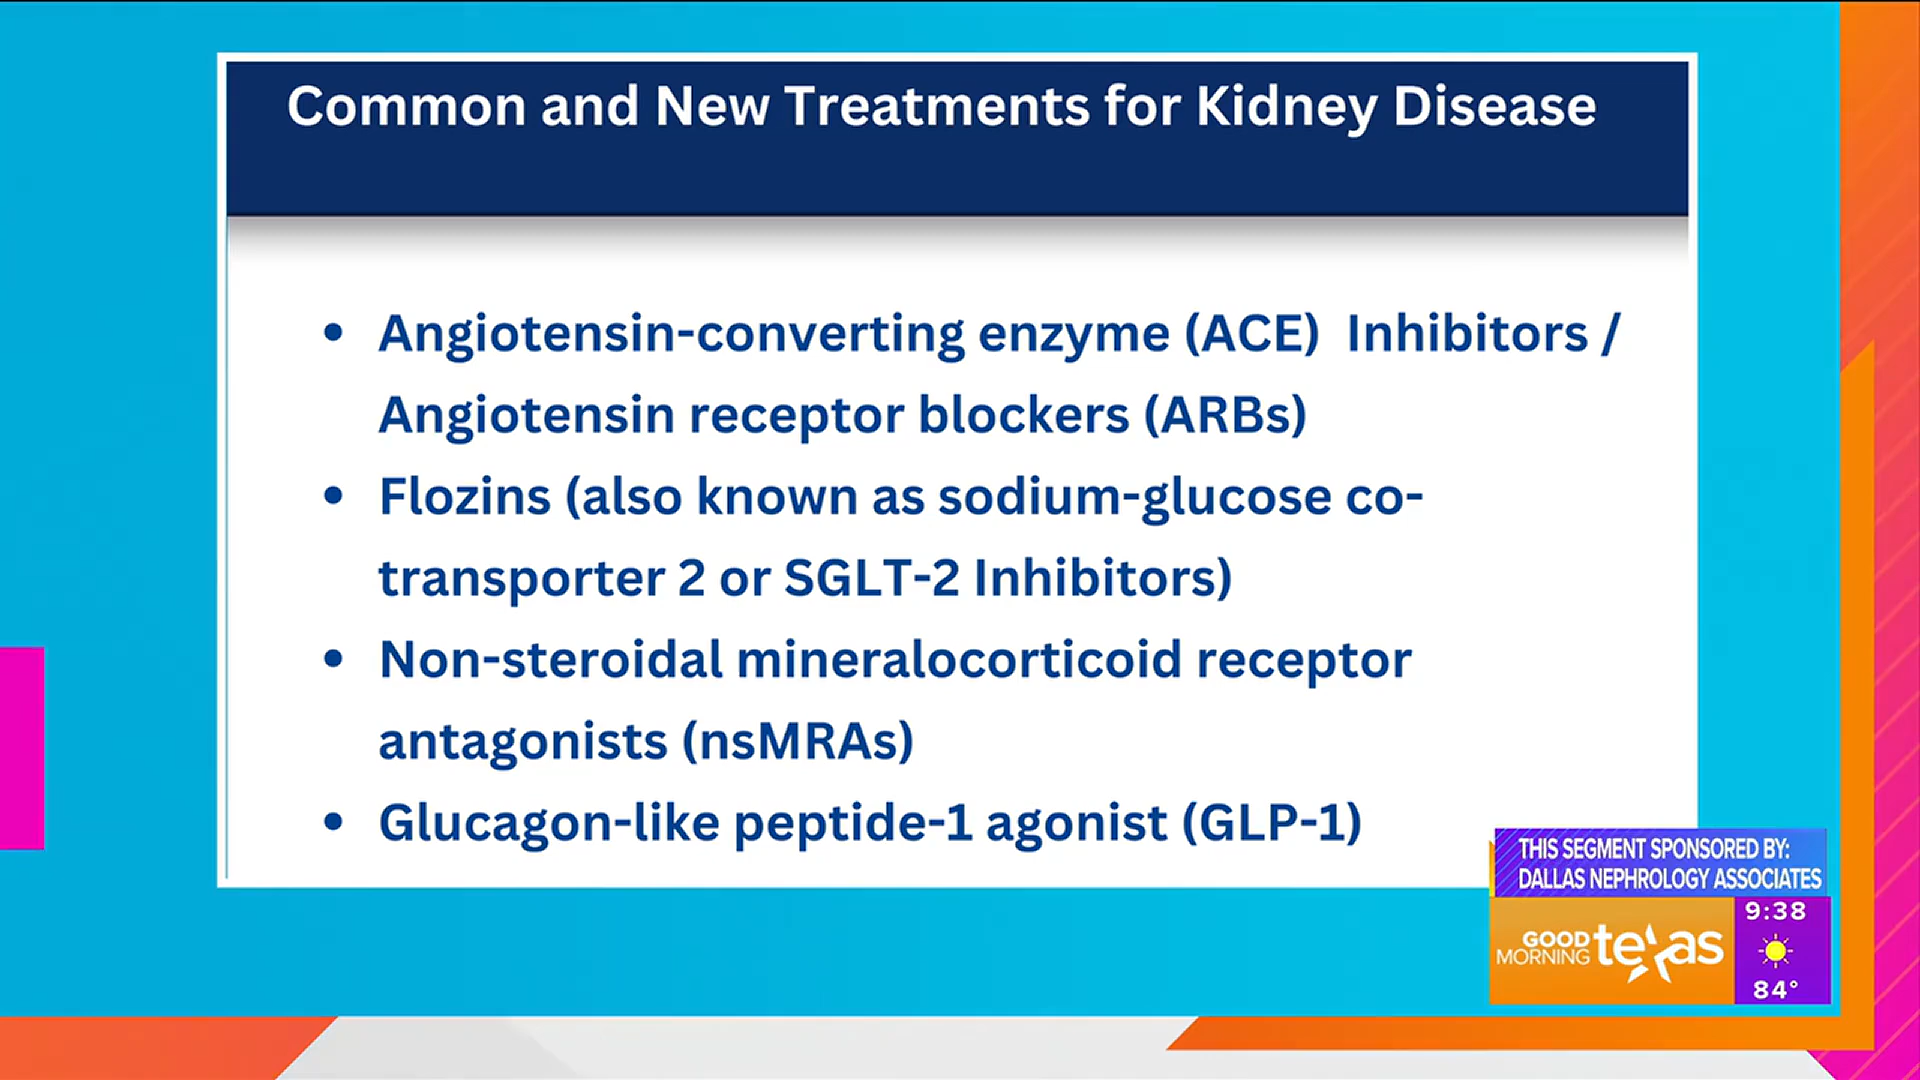 Common and New Treatments for Kidney Disease
• Angiotensin-converting enzyme (ACE) Inhibitors /
Angiotensin receptor blockers (ARBs)
• Flozins (also known as sodium-glucose co-
transporter 2 or SGLT-2 Inhibitors)
• Non-steroidal mineralocorticoid receptor
antagonists (nsMRAs)
• Glucagon-like peptide-1 agonist (GLP-1)
THIS SEGMENT SPONSORED BY:
DALLAS NEPHROLOGY ASSOCIATES
GOOD
MORNING
texas
9:38
84°